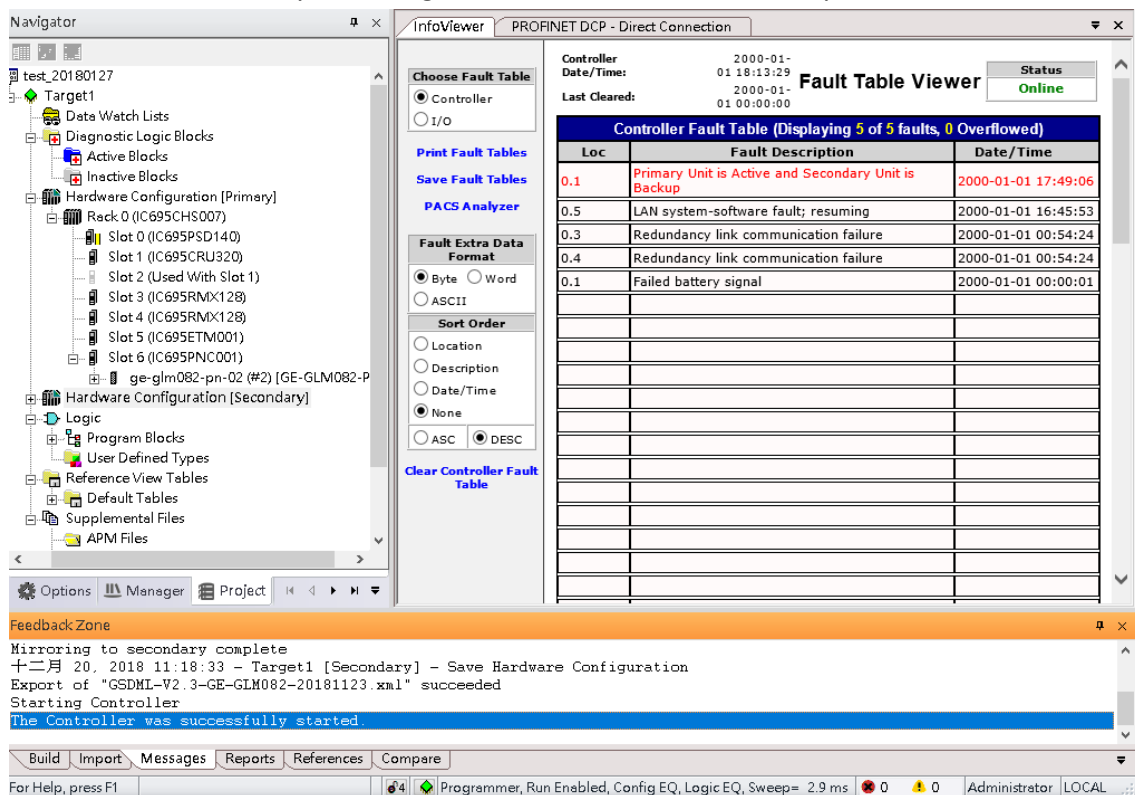 Navigator
test_20180127
Target1
Data Watch Lists
Diagnostic Logic Blocks
Active Blocks
Inactive Blocks
Hardware Configuration [Primary]
Rack 0 (IC695CHS007)
Slot 0 (IC695PSD140)
Slot 1 (IC695CRU320)
Slot 2 (Used With Slot 1)
Slot 3 (IC695RMX128)
Slot 4 (IC695RMX128)
Slot 5 (IC695ETM001)
Slot 6 (IC695PNC001)
ge-glm082-pn-02 (#2) [GE-GLM082-P
Hardware Configuration [Secondary]
Logic
Program Blocks
User Defined Types
Reference View Tables
Default Tables
Supplemental Files
APM Files
Options Manager Project
InfoViewer PROFINET DCP - Direct Connection
Choose Fault Table
Controller
I/O
Print Fault Tables
Save Fault Tables
PACS Analyzer
Fault Extra Data
Format
Byte Word
ASCII
Sort Order
Location
Description
Date/Time
None
ASC DESC
Clear Controller Fault
Table
Controller
Date/Time:
2000-01-
01 18:13:29
Last Cleared:
2000-01-
01 00:00:00
Fault Table Viewer
Status
Online
Controller Fault Table (Displaying 5 of 5 faults, 0 Overflowed)
Loc Fault Description Date/Time
0.1 Primary Unit is Active and Secondary Unit is
Backup 2000-01-01 17:49:06
0.5 LAN system-software fault; resuming 2000-01-01 16:45:53
0.3 Redundancy link communication failure 2000-01-01 00:54:24
0.4 Redundancy link communication failure 2000-01-01 00:54:24
0.1 Failed battery signal 2000-01-01 00:00:01
Feedback Zone
Mirroring to secondary complete
十二月 20, 2018 11:18:33 - Target1 [Secondary] - Save Hardware Configuration
Export of "GSDML-V2.3-GE-GLM082-20181123.xml" succeeded
Starting Controller
The Controller was successfully started.
Build Import Messages Reports References Compare
For Help, press F1 4 Programmer, Run Enabled, Config EQ, Logic EQ, Sweep= 2.9 ms 0 0 Administrator LOCAL